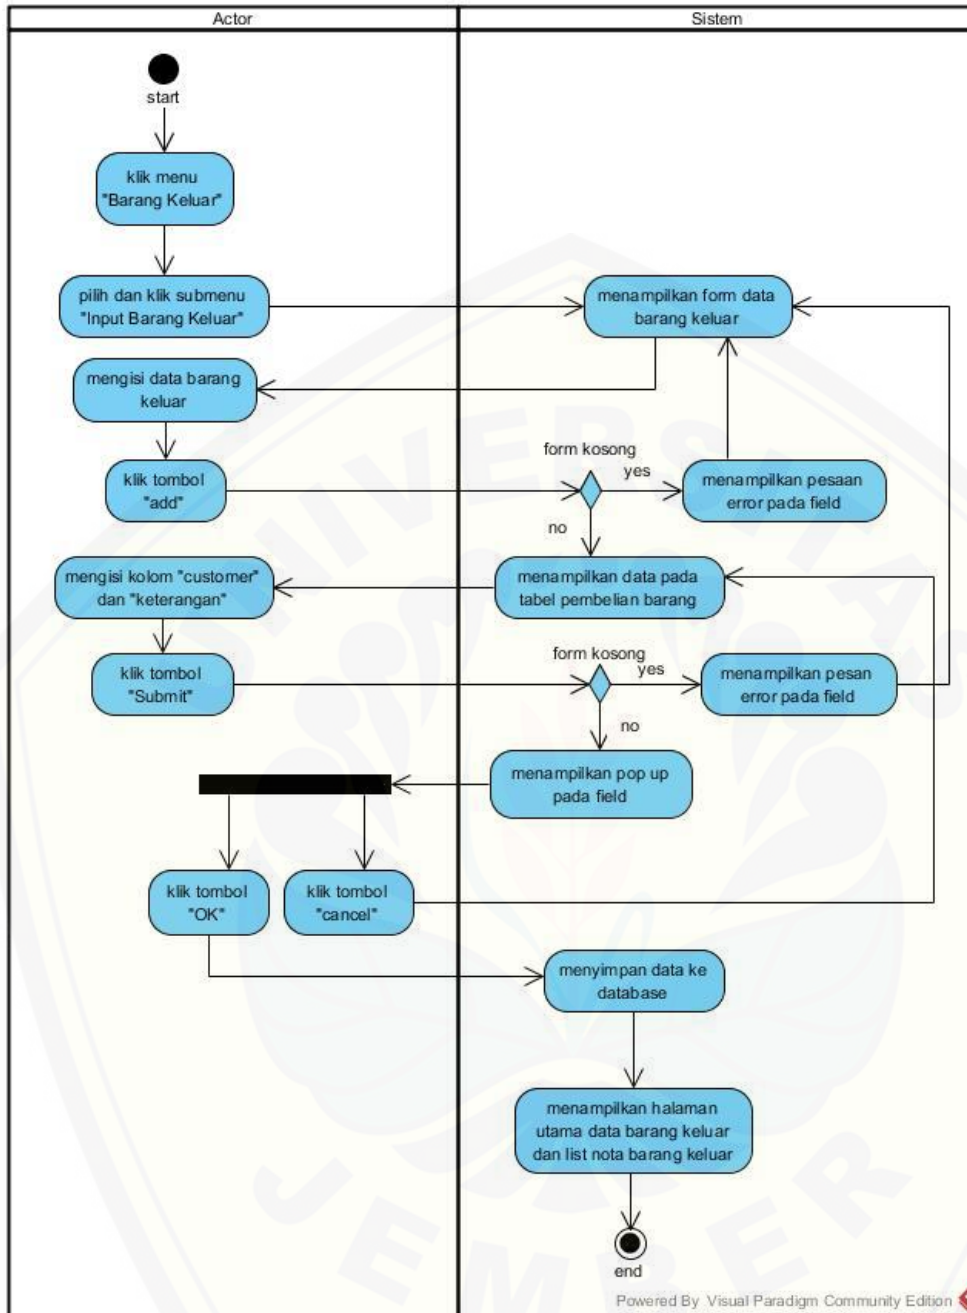 Actor
Sistem
start
klik menu
"Barang Keluar"
pilih dan klik submenu
"Input Barang Keluar"
menampilkan form data
barang keluar
mengisi data barang
keluar
klik tombol
"add"
form kosong
yes
menampilkan pesaan
error pada field
no
mengisi kolom "customer"
dan "keterangan"
menampilkan data pada
tabel pembelian barang
klik tombol
"Submit"
form kosong
yes
menampilkan pesan
error pada field
no
menampilkan pop up
pada field
klik tombol
"OK"
klik tombol
"cancel"
menyimpan data ke
database
menampilkan halaman
utama data barang keluar
dan list nota barang keluar
end
UNIVERSITAS
JEMBER
Powered By Visual Paradigm Community Edition